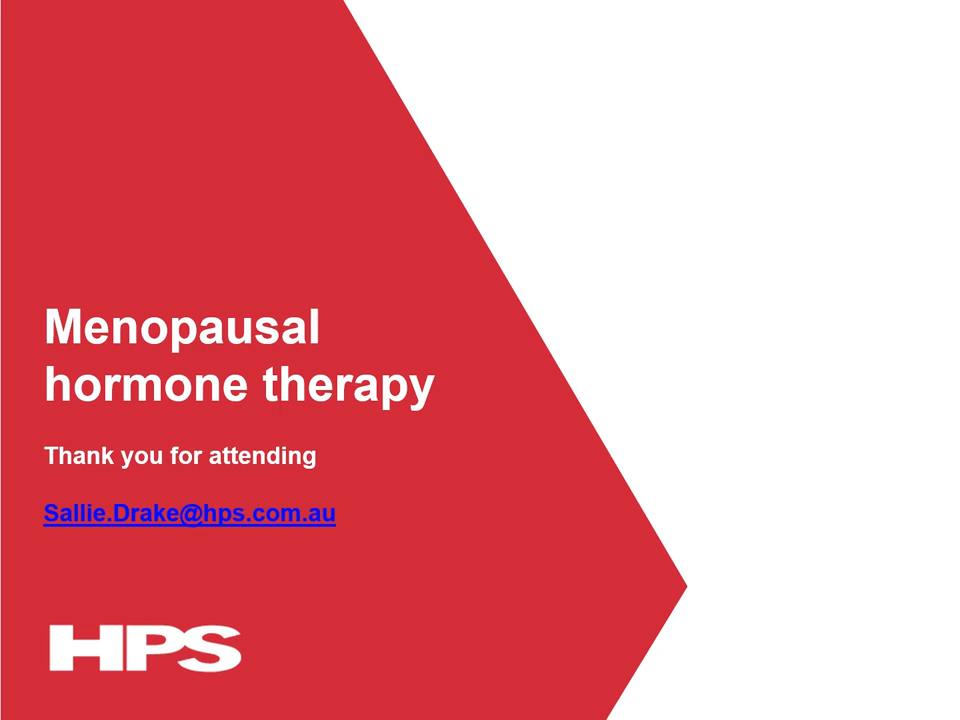 Menopausal
hormone therapy
Thank you for attending
Sallie.Drake@hps.com.au
HPS